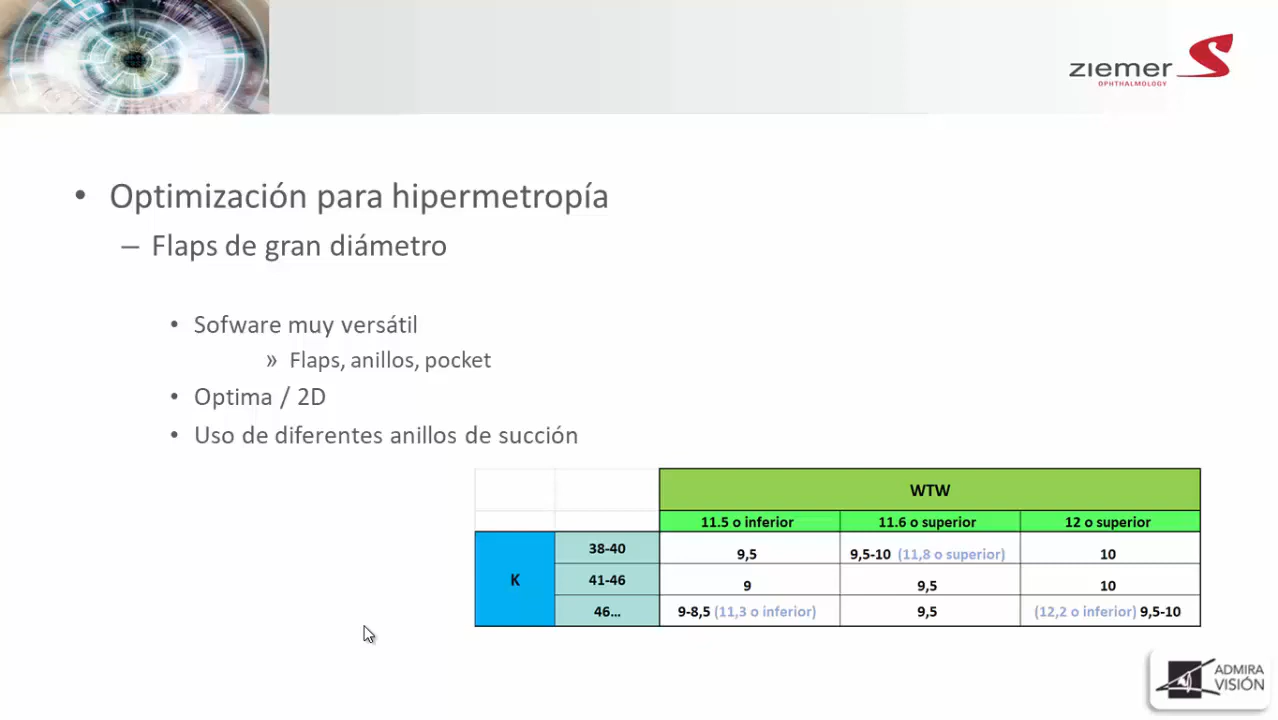 ziemer
OPHTHALMOLOGY
• Optimización para hipermetropía
– Flaps de gran diámetro
• Sofware muy versátil
» Flaps, anillos, pocket
• Optima / 2D
• Uso de diferentes anillos de succión
WTW
11.5 o inferior 11.6 o superior 12 o superior
K
38-40 9,5 9,5-10 (11,8 o superior) 10
41-46 9 9,5 10
46... 9-8,5 (11,3 o inferior) 9,5 (12,2 o inferior) 9,5-10
ADMIRA
VISIÓN